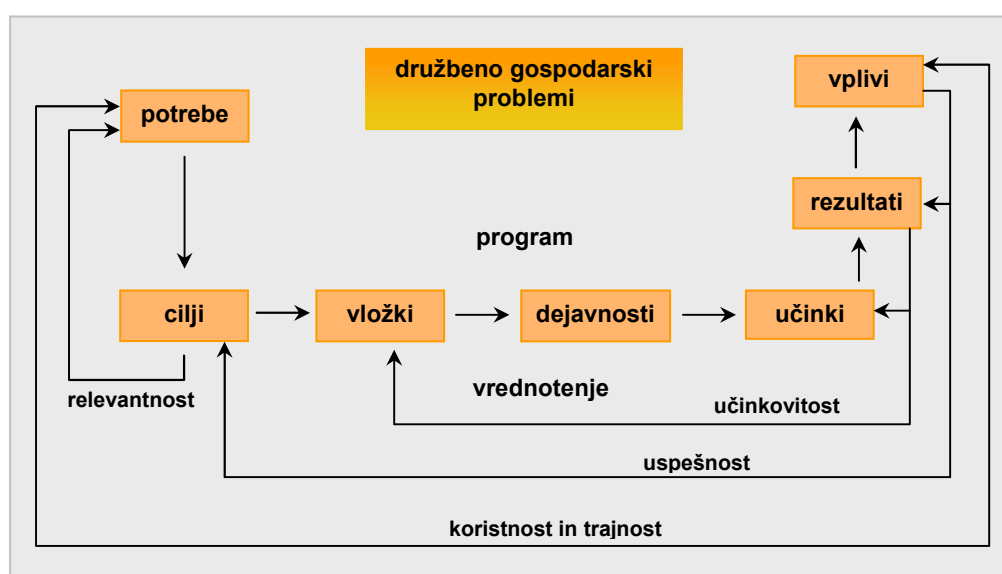 družbeno gospodarski
problemi
vplivi
potrebe
rezultati
program
cilji
vložki
dejavnosti
učinki
vrednotenje
relevantnost
učinkovitost
uspešnost
koristnost in trajnost